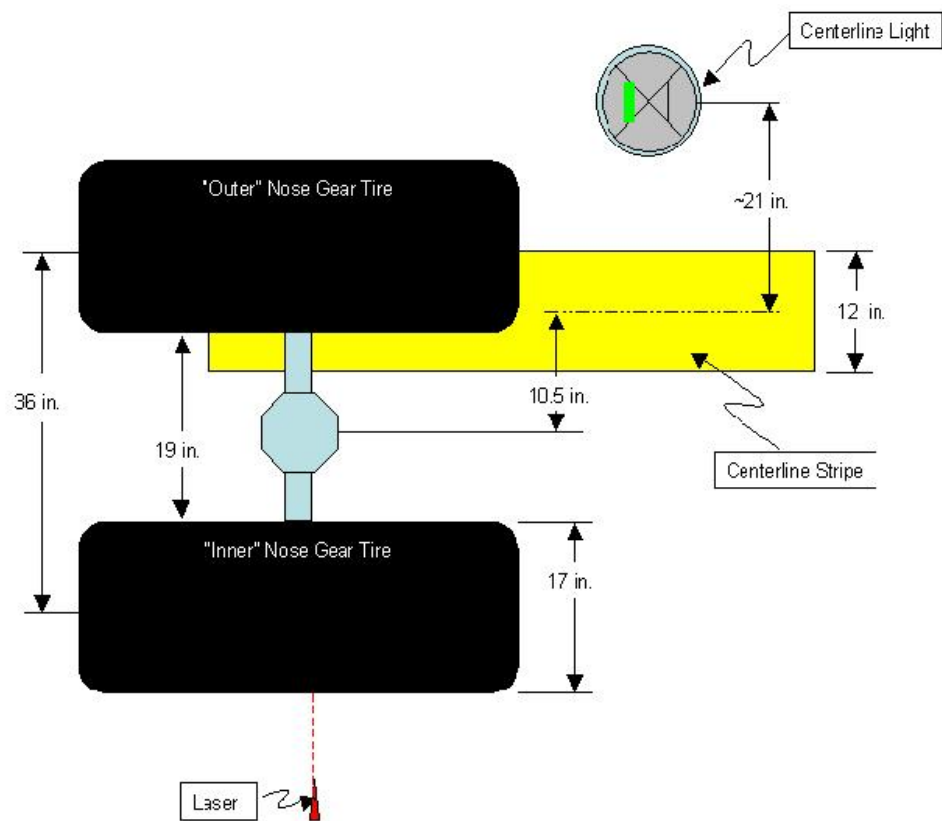 Centerline Light
"Outer" Nose Gear Tire
~21 in.
12 in.
36 in.
10.5 in.
19 in.
Centerline Stripe
"Inner" Nose Gear Tire
17 in.
Laser